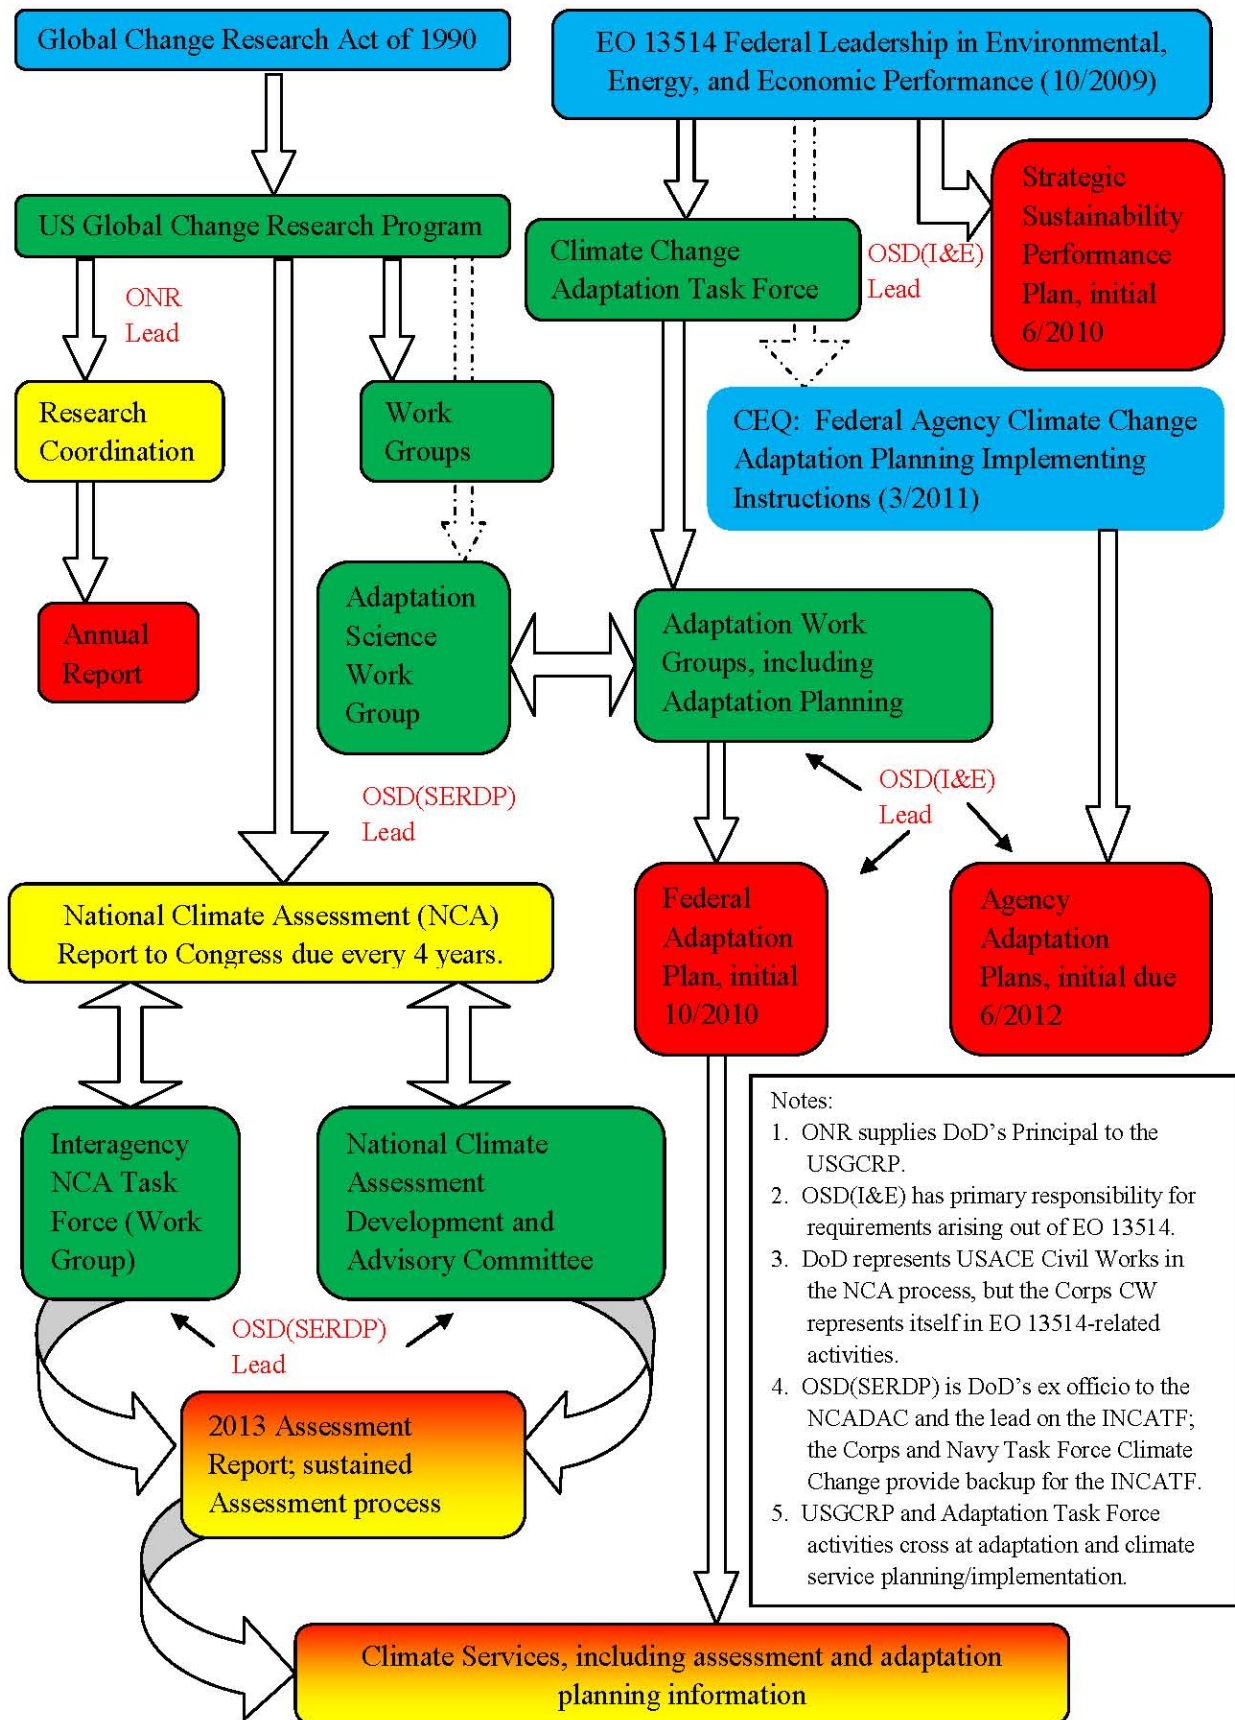 Global Change Research Act of 1990
EO 13514 Federal Leadership in Environmental,
Energy, and Economic Performance (10/2009)
Strategic
Sustainability
Performance
Plan, initial
6/2010
US Global Change Research Program
Climate Change
Adaptation Task Force
OSD(I&E)
Lead
ONR
Lead
Research
Coordination
Work
Groups
CEQ: Federal Agency Climate Change
Adaptation Planning Implementing
Instructions (3/2011)
Annual
Report
Adaptation
Science
Work
Group
Adaptation Work
Groups, including
Adaptation Planning
OSD(SERDP)
Lead
OSD(I&E)
Lead
National Climate Assessment (NCA)
Report to Congress due every 4 years.
Federal
Adaptation
Plan, initial
10/2010
Agency
Adaptation
Plans, initial due
6/2012
Interagency
NCA Task
Force (Work
Group)
National Climate
Assessment
Development and
Advisory Committee
OSD(SERDP)
Lead
2013 Assessment
Report; sustained
Assessment process
Notes:
1. ONR supplies DoD's Principal to the
USGCRP.
2. OSD(I&E) has primary responsibility for
requirements arising out of EO 13514.
3. DoD represents USACE Civil Works in
the NCA process, but the Corps CW
represents itself in EO 13514-related
activities.
4. OSD(SERDP) is DoD's ex officio to the
NCADAC and the lead on the INCATF;
the Corps and Navy Task Force Climate
Change provide backup for the INCATF.
5. USGCRP and Adaptation Task Force
activities cross at adaptation and climate
service planning/implementation.
Climate Services, including assessment and adaptation
planning information